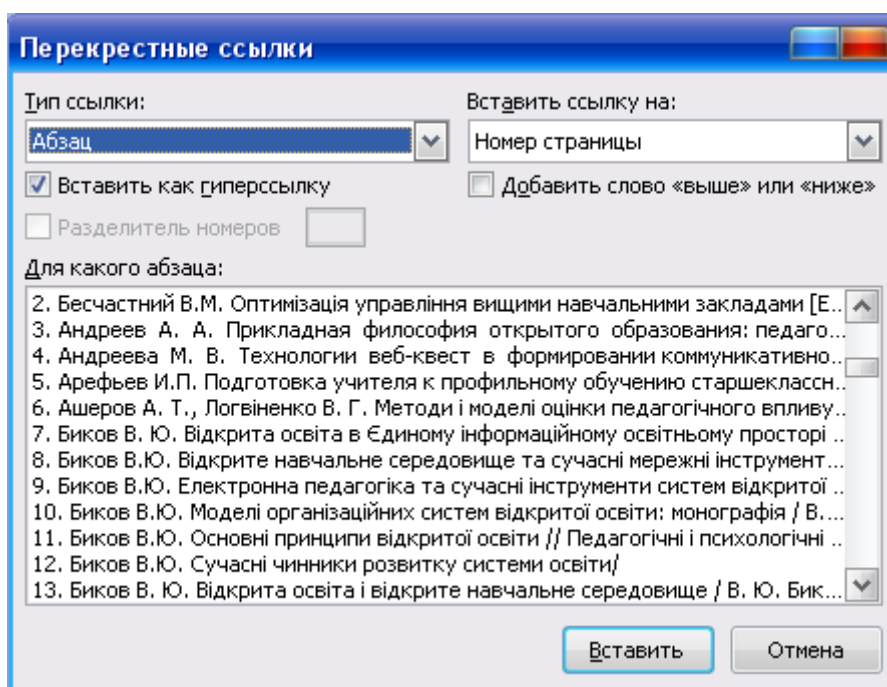 Перекрестные ссылки
Тип ссылки:
Вставить ссылку на:
Абзац
Номер страницы
Вставить как гиперссылку
Добавить слово «выше» или «ниже»
Разделитель номеров
Для какого абзаца:
2. Бесчастний В.М. Оптимізація управління вищими навчальними закладами [Е...
3. Андреев А. А. Прикладная философия открытого образования: педаго...
4. Андреева М. В. Технологии веб-квест в формировании коммуникативно...
5. Арефьев И.П. Подготовка учителя к профильному обучению старшеклассн...
6. Ашеров А. Т., Логвіненко В. Г. Методи і моделі оцінки педагогічного впливу...
7. Биков В. Ю. Відкрита освіта в Єдиному інформаційному освітньому просторі ...
8. Биков В.Ю. Відкрите навчальне середовище та сучасні мережні інструмент...
9. Биков В.Ю. Електронна педагогіка та сучасні інструменти систем відкритої ...
10. Биков В.Ю. Моделі організаційних систем відкритої освіти: монографія / В....
11. Биков В.Ю. Основні принципи відкритої освіти // Педагогічні і психологічні ...
12. Биков В.Ю. Сучасні чинники розвитку системи освіти/
13. Биков В. Ю. Відкрита освіта і відкрите навчальне середовище / В. Ю. Бик...
Вставить
Отмена